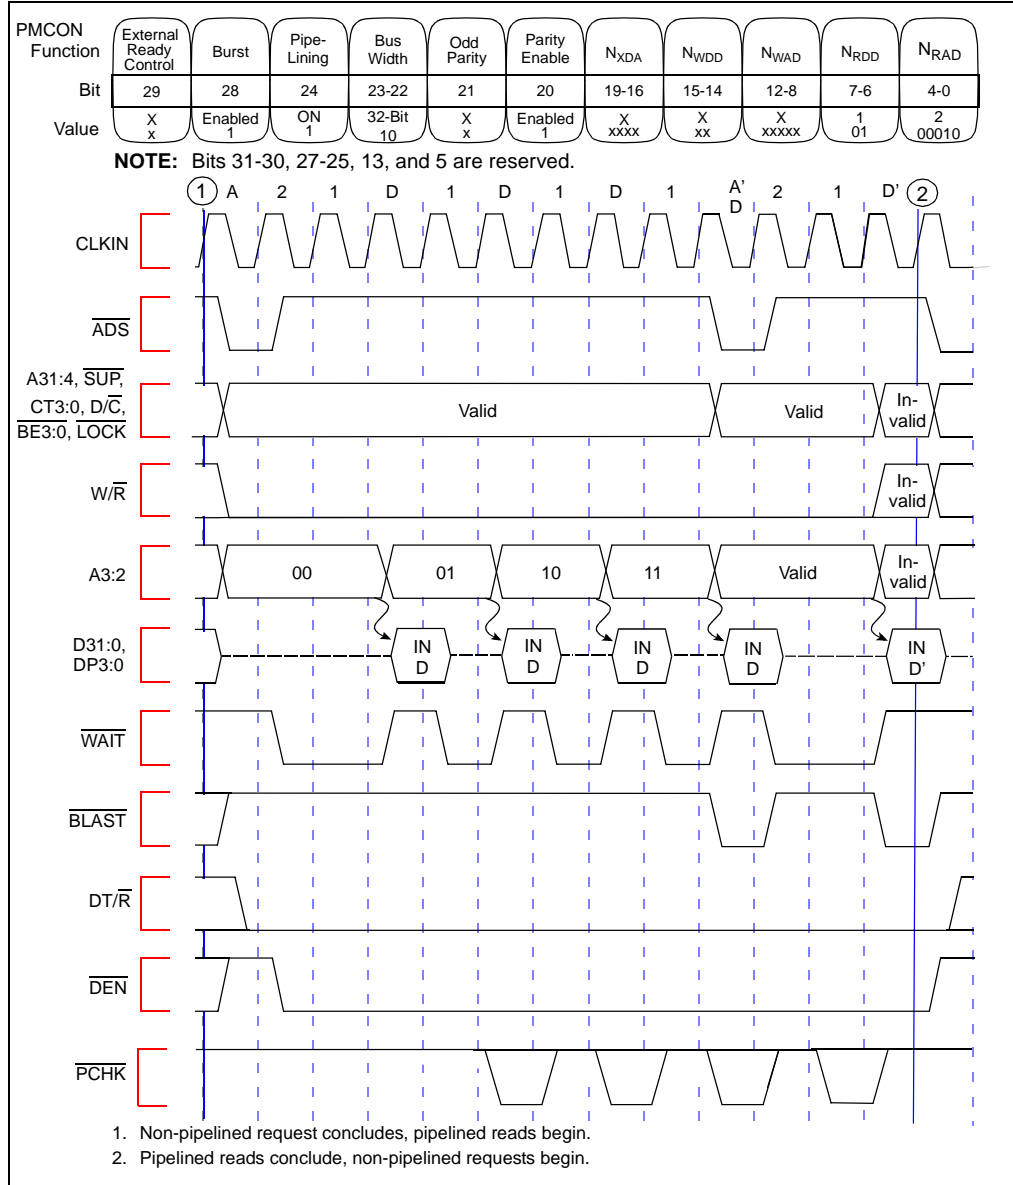 PMCON Function External Ready Control Burst Pipe-Lining Bus Width Odd Parity Parity Enable NXDA NWDD NWAD NRDD NRAD
Bit 29 28 24 23-22 21 20 19-16 15-14 12-8 7-6 4-0
Value X x Enabled 1 ON 1 32-Bit 10 X x Enabled 1 X xxxx X xx X xxxxx 1 01 2 00010
NOTE: Bits 31-30, 27-25, 13, and 5 are reserved.
1 A 2 1 D 1 D 1 D 1 A' D 2 1 D' 2
CLKIN
ADS
A31:4, SUP,
CT3:0, D/C,
BE3:0, LOCK
Valid Valid In-valid
W/R In-valid
A3:2 00 01 10 11 Valid In-valid
D31:0,
DP3:0
IN D IN D IN D IN D IN D'
WAIT
BLAST
DT/R
DEN
PCHK
1. Non-pipelined request concludes, pipelined reads begin.
2. Pipelined reads conclude, non-pipelined requests begin.